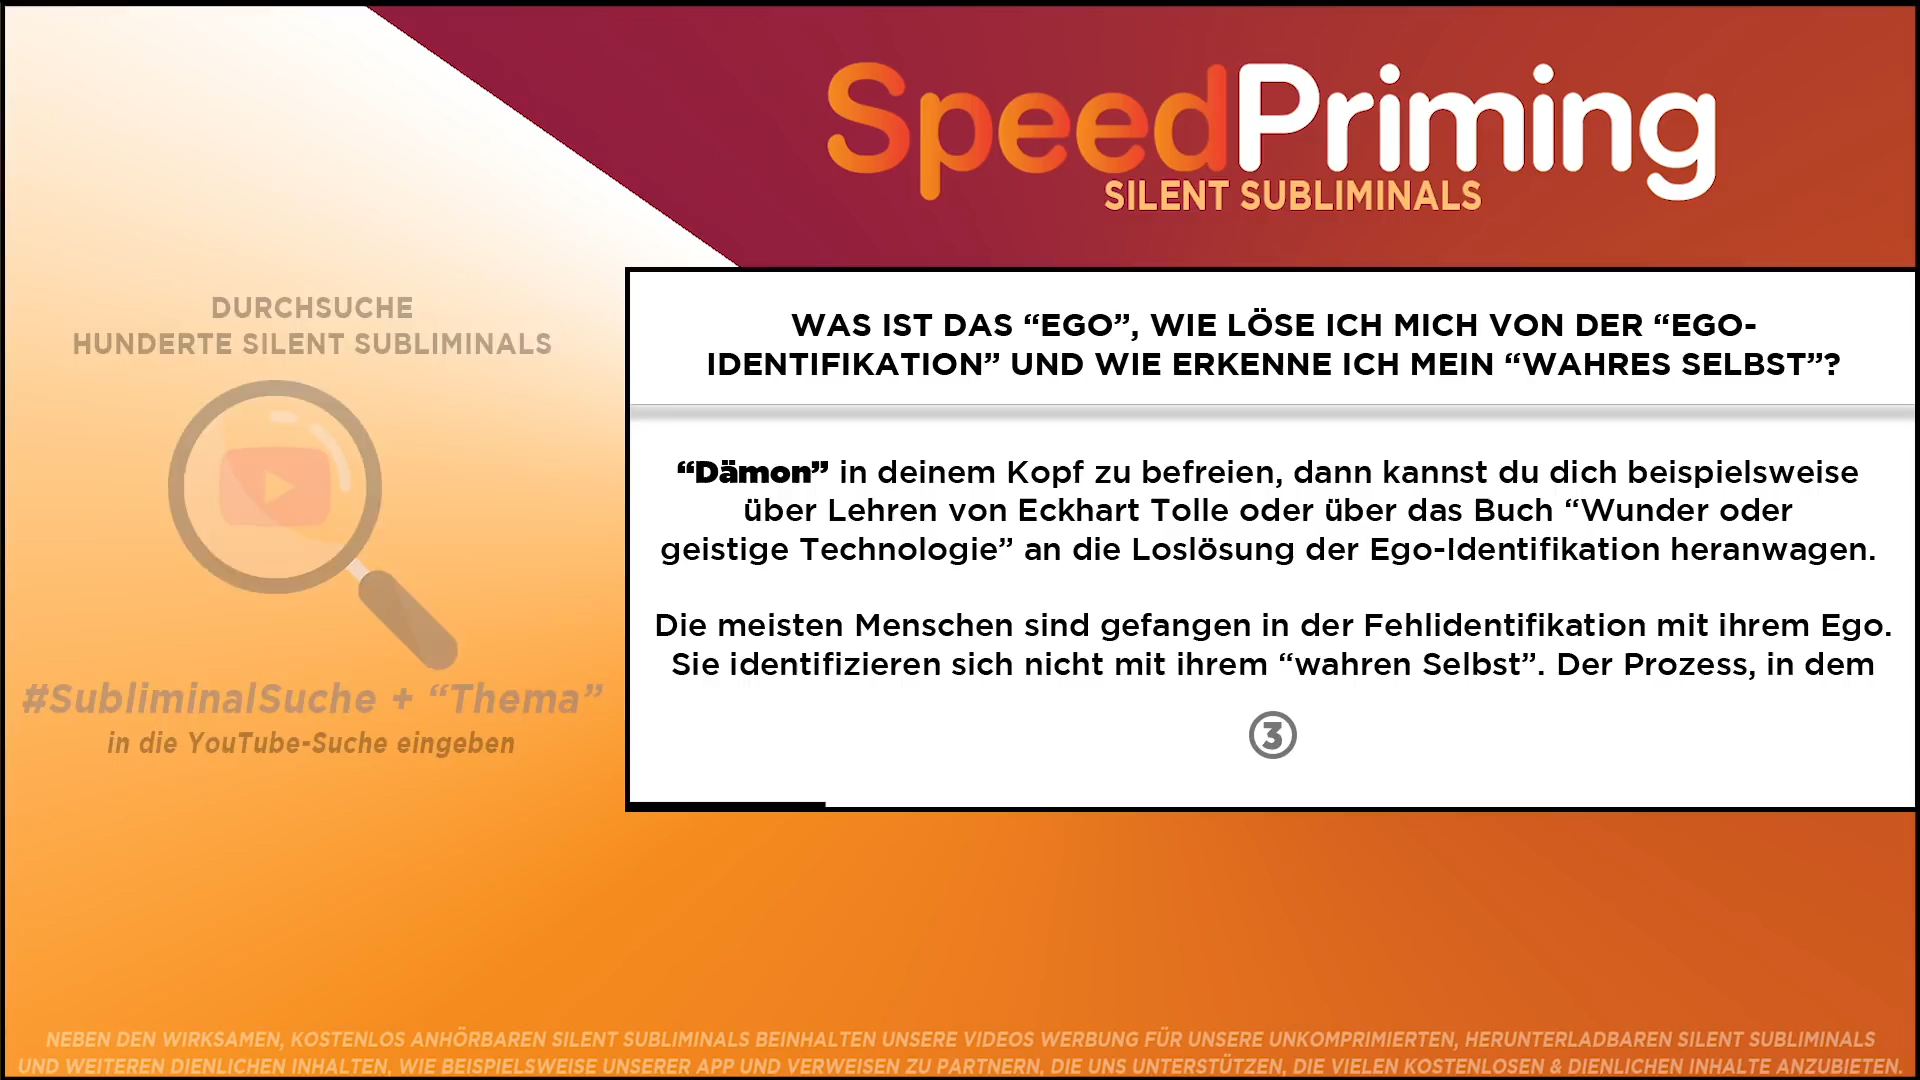 SpeedPriming
SILENT SUBLIMINALS
DURCHSUCHE
HUNDERTE SILENT SUBLIMINALS
#SubliminalSuche + “Thema”
in die YouTube-Suche eingeben
WAS IST DAS “EGO”, WIE LÖSE ICH MICH VON DER “EGO-
IDENTIFIKATION” UND WIE ERKENNE ICH MEIN “WAHRES SELBST”?
“Dämon” in deinem Kopf zu befreien, dann kannst du dich beispielsweise
über Lehren von Eckhart Tolle oder über das Buch “Wunder oder
geistige Technologie” an die Loslösung der Ego-Identifikation heranwagen.
Die meisten Menschen sind gefangen in der Fehlidentifikation mit ihrem Ego.
Sie identifizieren sich nicht mit ihrem “wahren Selbst”. Der Prozess, in dem
3
NEBEN DEN WIRKSAMEN, KOSTENLOS ANHÖRBAREN SILENT SUBLIMINALS BEINHALTEN UNSERE VIDEOS WERBUNG FÜR UNSERE UNKOMPRIMIERTEN, HERUNTERLADBAREN SILENT SUBLIMINALS
UND WEITEREN DIENLICHEN INHALTEN, WIE BEISPIELSWEISE UNSERER APP UND VERWEISEN ZU PARTNERN, DIE UNS UNTERSTÜTZEN, DIE VIELEN KOSTENLOSEN & DIENLICHEN INHALTE ANZUBIETEN.